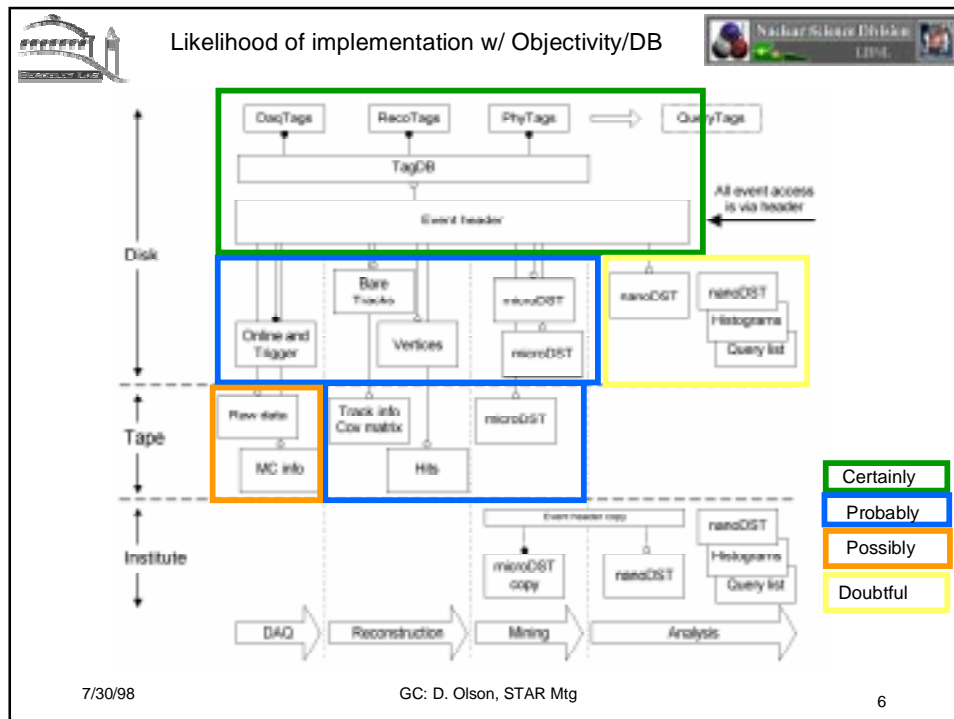 Likelihood of implementation w/ Objectivity/DB
Nuclear Science Division
LBNL
BERKELEY LAB
DaqTags
RecoTags
PhyTags
QueryTags
TagDB
All event access
is via header
Event header
Disk
Bare
Tracks
microDST
nanoDST
nanoDST
Histograms
Query list
Online and
Trigger
Vertices
microDST
Raw data
Track info
Cov matrix
microDST
Tape
MC info
Hits
Certainly
Probably
Possibly
Doubtful
Event header copy
nanoDST
Institute
microDST
copy
nanoDST
Histograms
Query list
DAQ
Reconstruction
Mining
Analysis
7/30/98
GC: D. Olson, STAR Mtg
6